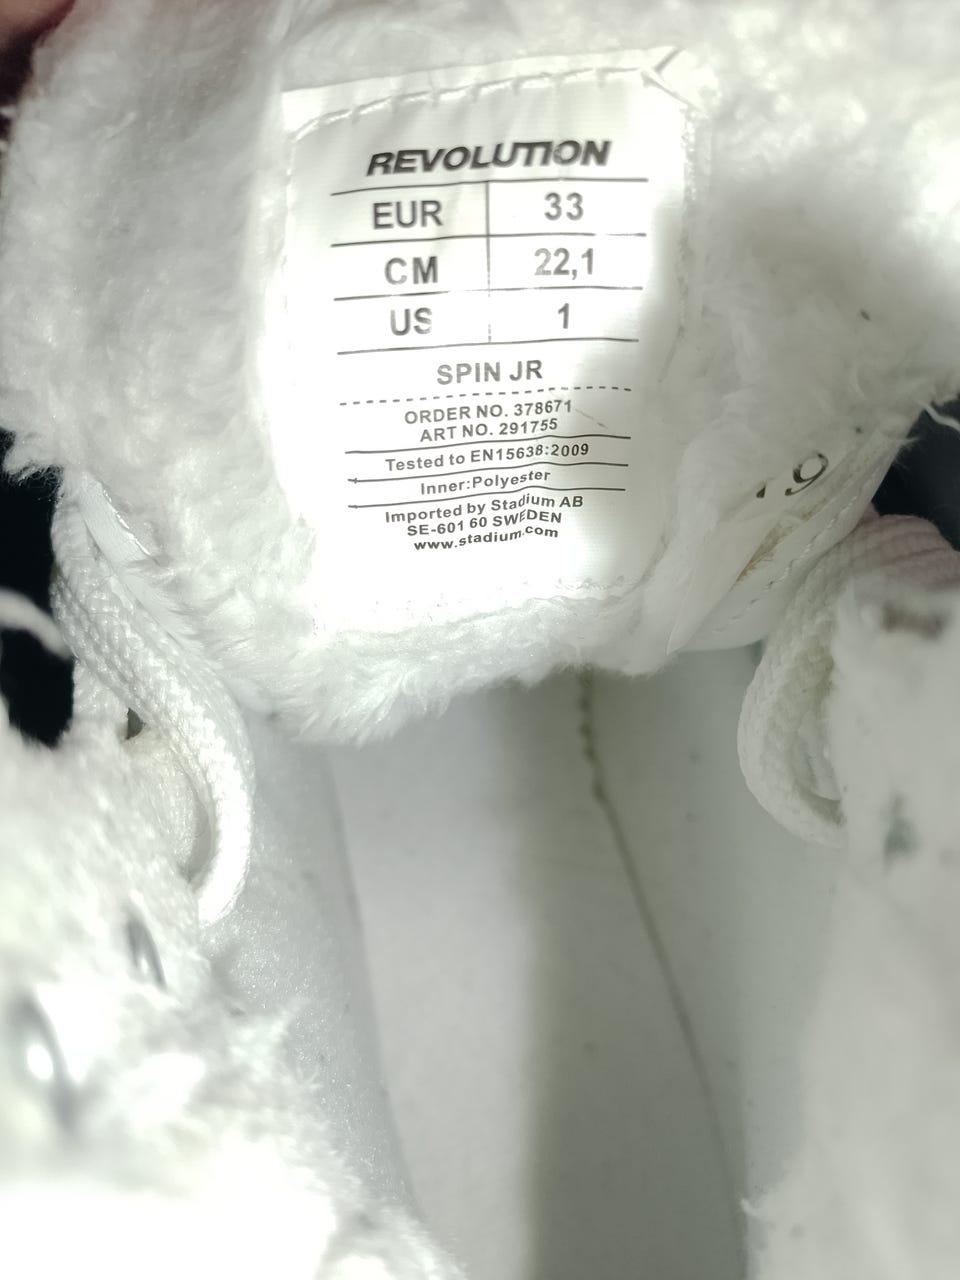 REVOLUTION
EUR 33
CM 22,1
US 1
SPIN JR
ORDER NO. 378671
ART NO. 291755
Tested to EN15638:2009
Inner:Polyester
Imported by Stadium AB
SE-601 60 SWEDEN
www.stadium.com